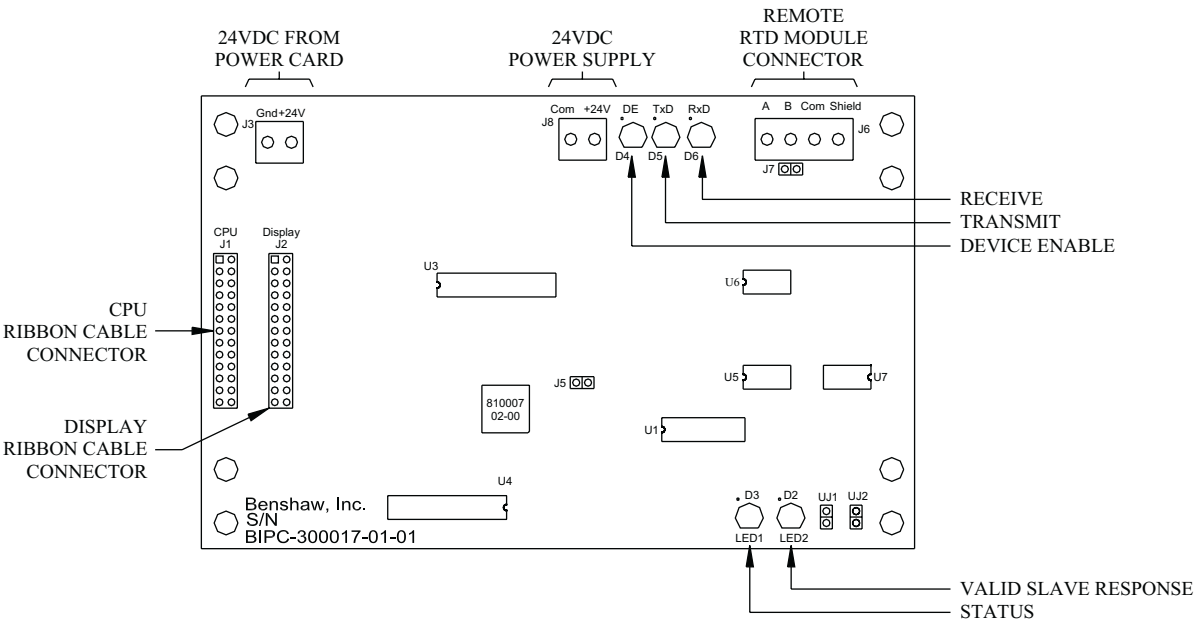 24VDC FROM
POWER CARD
24VDC
POWER SUPPLY
REMOTE
RTD MODULE
CONNECTOR
J3
Gnd+24V
J8
Com +24V
DE TxD RxD
D4 D5 D6
A B Com Shield
J6
J7
RECEIVE
TRANSMIT
DEVICE ENABLE
CPU
J1
Display
J2
U3
U6
CPU
RIBBON CABLE
CONNECTOR
J5
U5
U7
810007
02-00
U1
DISPLAY
RIBBON CABLE
CONNECTOR
U4
Benshaw, Inc.
S/N
BIPC-300017-01-01
D3 D2 UJ1 UJ2
LED1 LED2
VALID SLAVE RESPONSE
STATUS